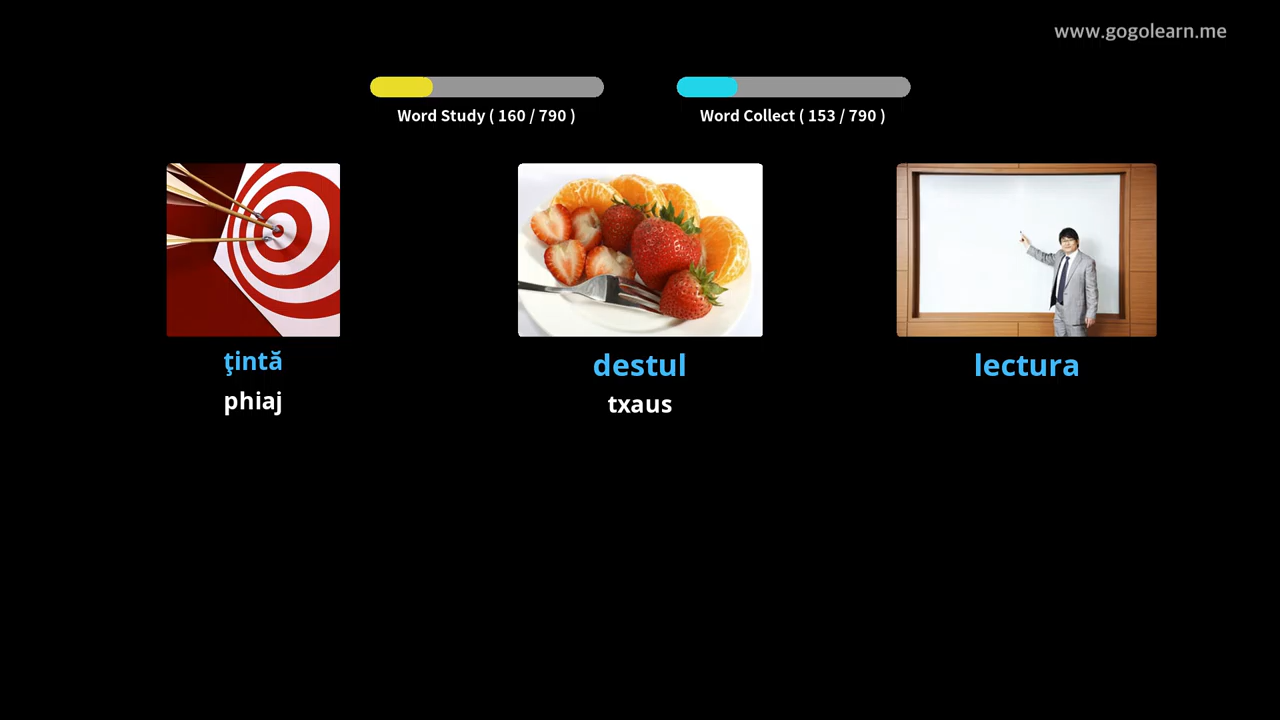 www.gogolearn.me
Word Study ( 160 / 790 )
Word Collect ( 153 / 790 )
ţintă
phiaj
destul
txaus
lectura